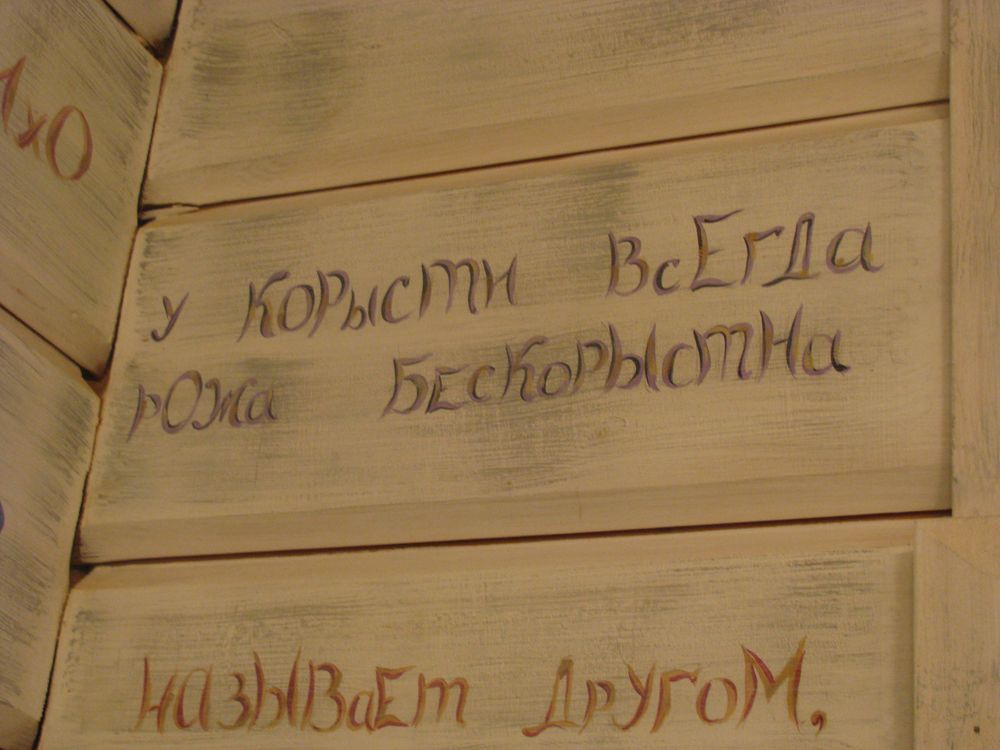 У КОРЫСТИ ВСЕГДА
РОЖА БЕСКОРЫСТНА
НАЗЫВАЕТ ДРУГОМ,